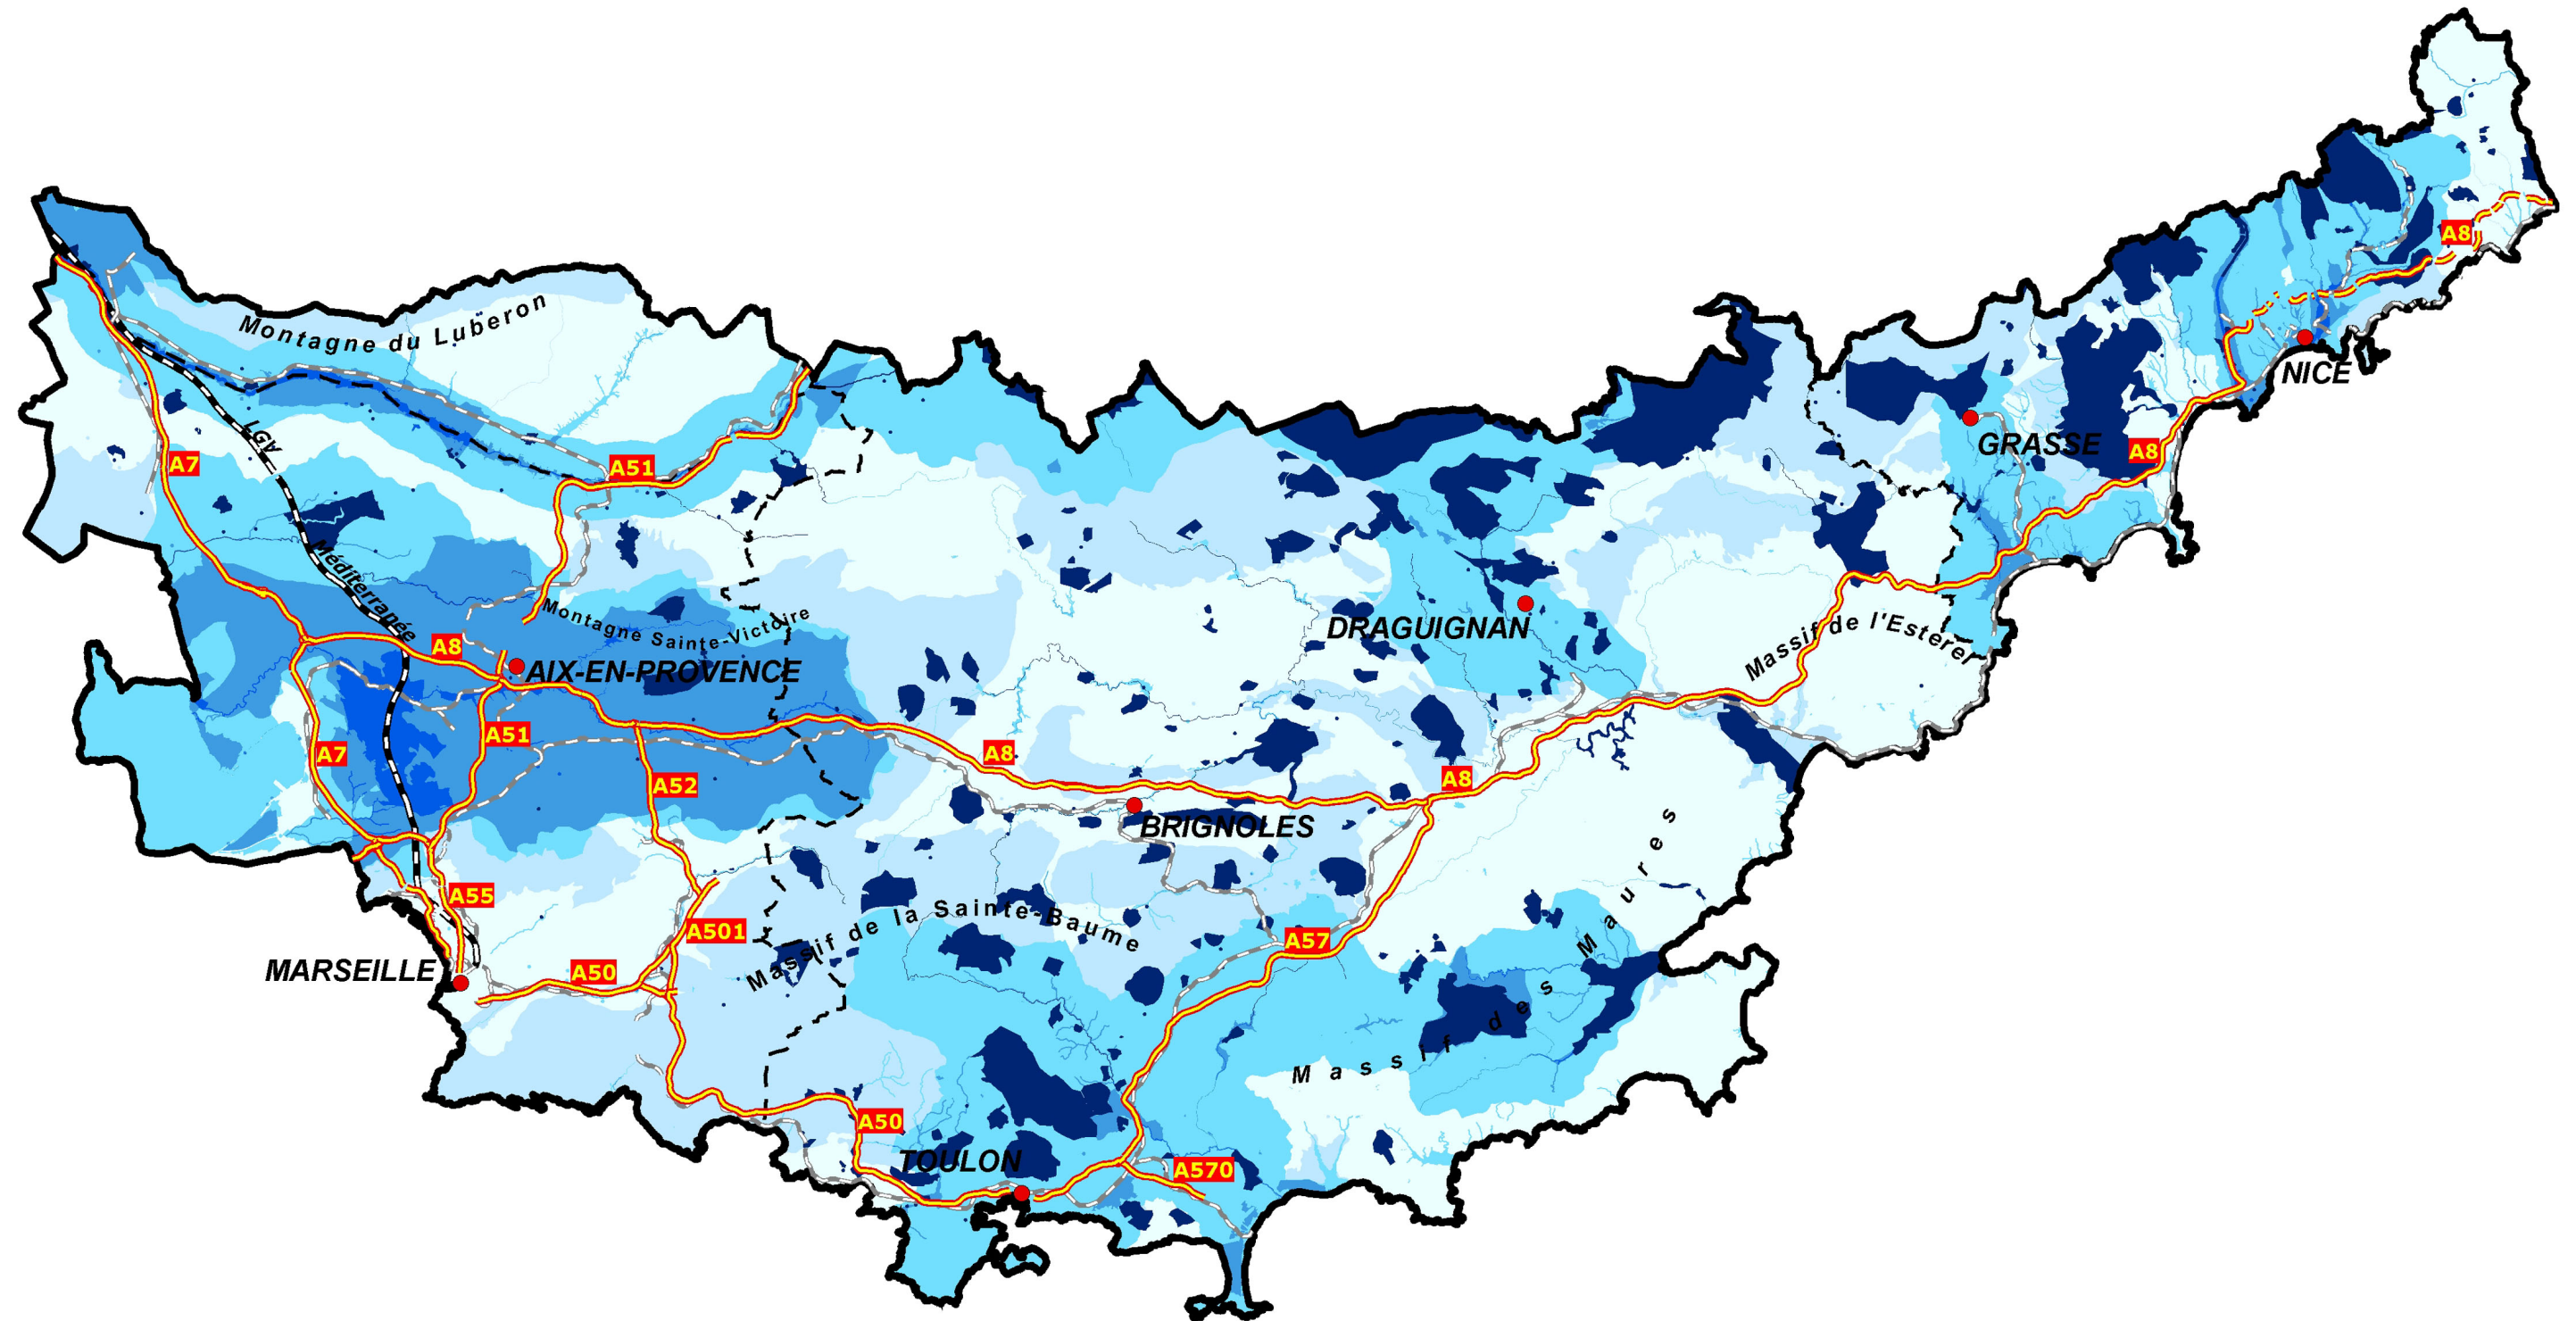 A8
Montagne du Luberon
NICE
LGV
Méditerranée
A7
A51
GRASSE
A8
Montagne Sainte-Victoire
A8
AIX-EN-PROVENCE
DRAGUIGNAN
Massif de l'Esterel
A7
A51
A52
A8
A8
BRIGNOLES
A55
A501
Massif de la Sainte-Baume
A57
Massif des Maures
MARSEILLE
A50
A50
TOULON
A570